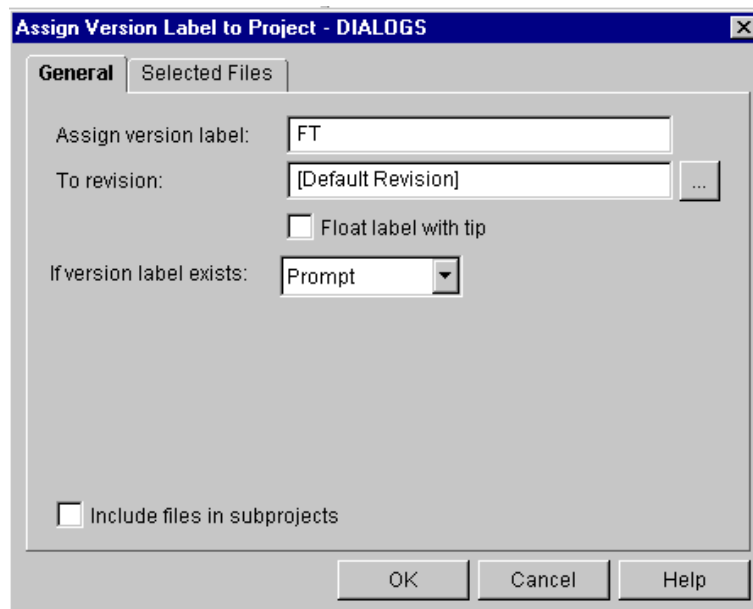 Assign Version Label to Project - DIALOGS
General Selected Files
Assign version label: FT
To revision: [Default Revision] ...
Float label with tip
If version label exists: Prompt
Include files in subprojects
OK Cancel Help